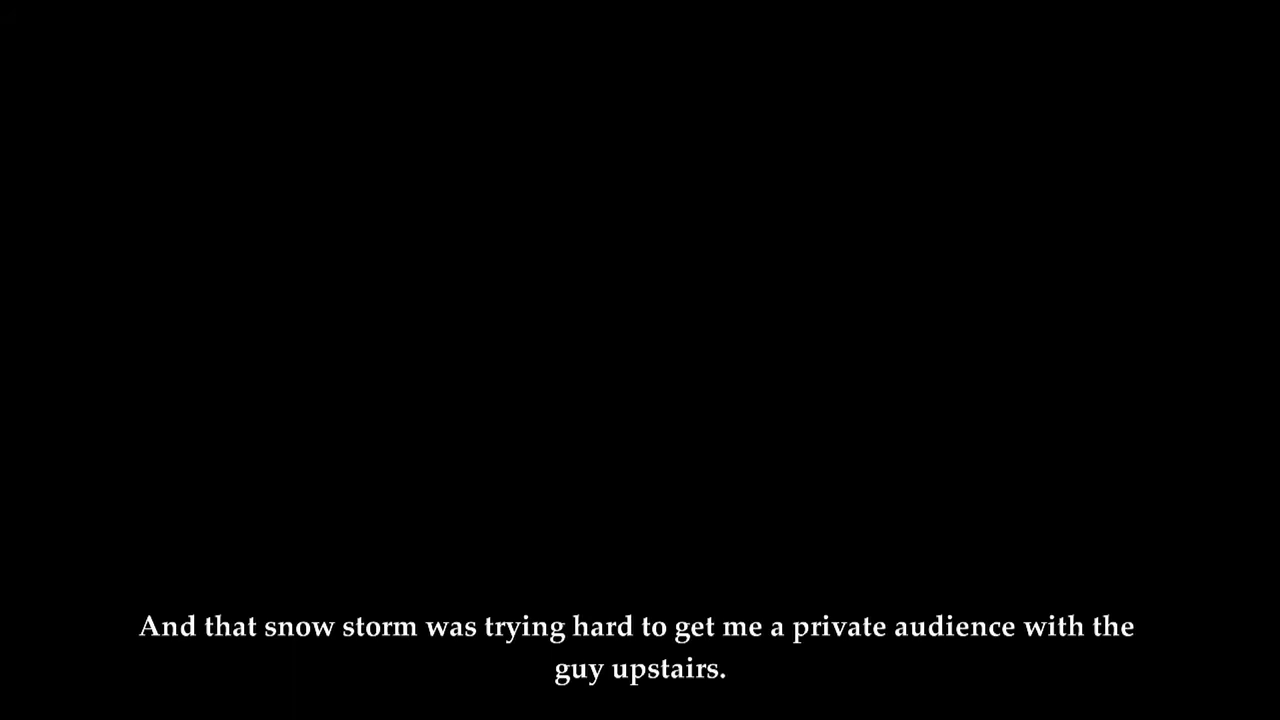 And that snow storm was trying hard to get me a private audience with the
guy upstairs.